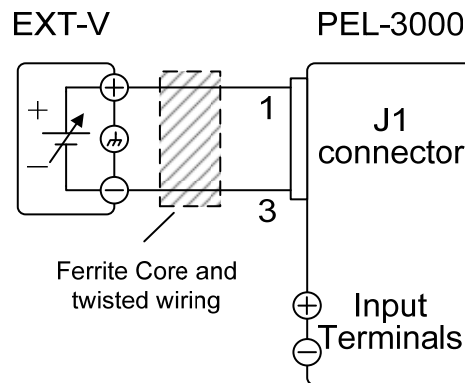 EXT-V
PEL-3000
+
+
1
J1
connector
−
−
3
Ferrite Core and
twisted wiring
+
Input
−
Terminals